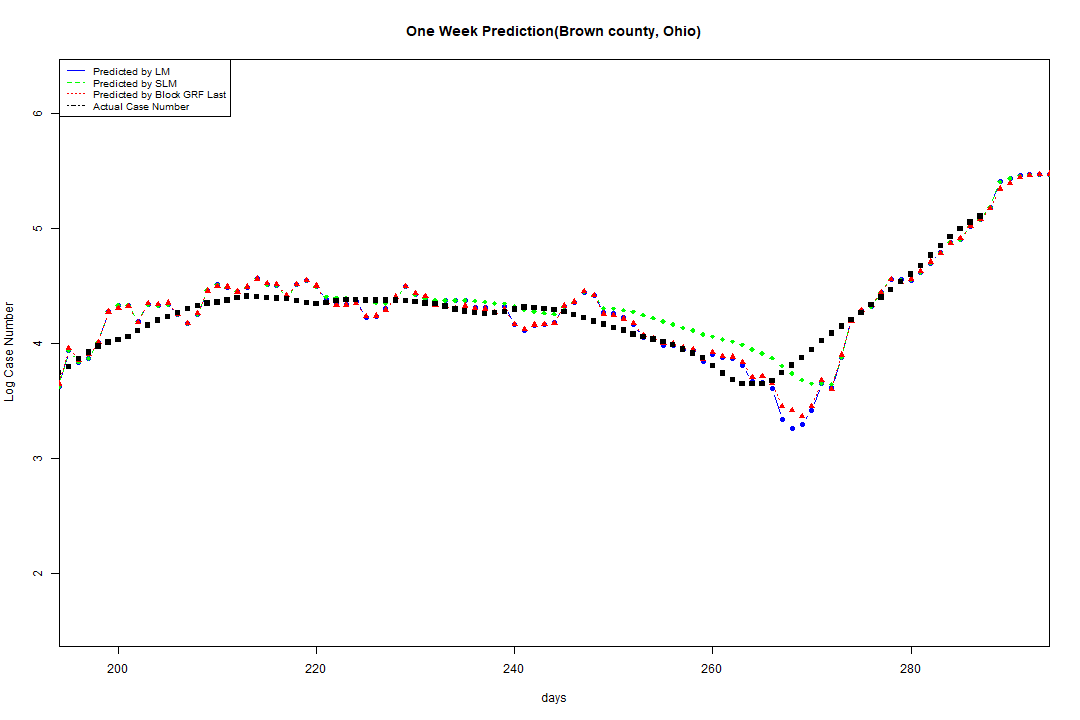 One Week Prediction(Brown county, Ohio)
Predicted by LM
Predicted by SLM
Predicted by Block GRF Last
Actual Case Number
6
5
4
3
2
Log Case Number
200
220
240
260
280
days